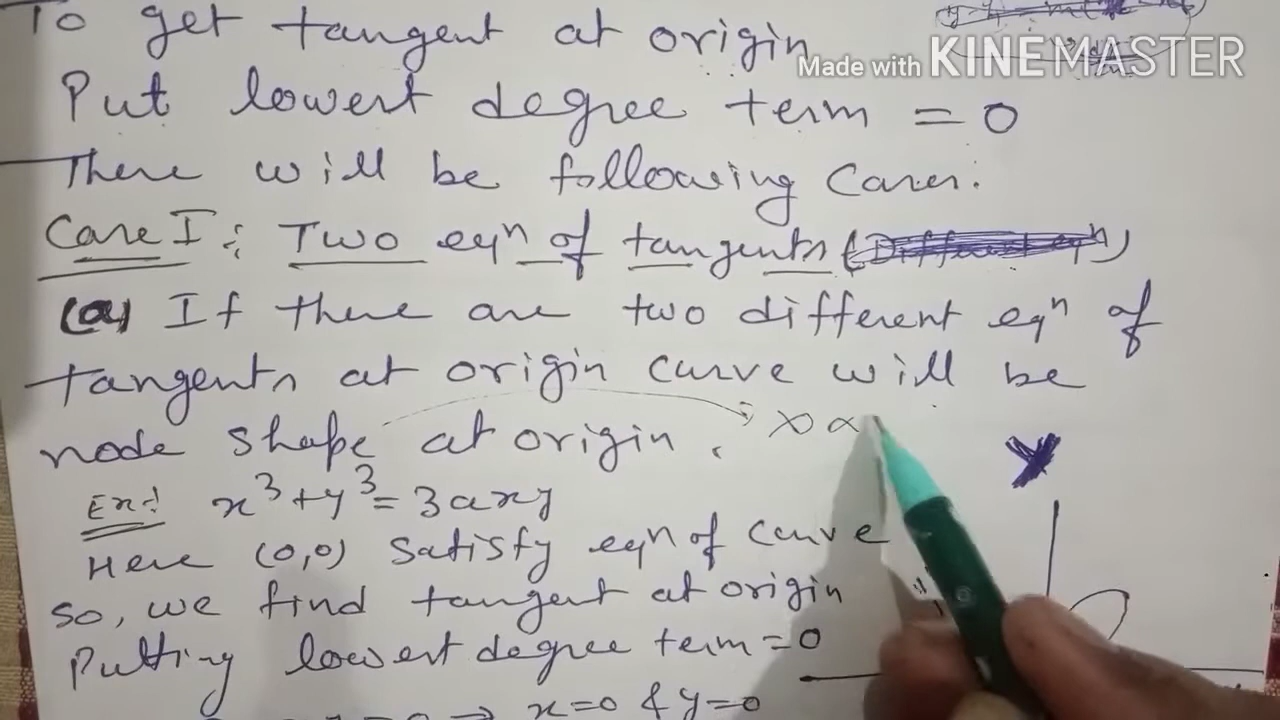 To get tangent at origin
Made with KINEMASTER
Put lowest degree term = 0
There will be following Cases.
Case I: Two eqⁿ of tangents (Different eqⁿ)
(a) If there are two different eqⁿ of
tangents at origin curve will be
node shape at origin.
Ex: x³+y³=3axy
Here (0,0) satisfy eqⁿ of curve
so, we find tangent at origin
Putting lowest degree term=0
⇒ x=0 & y=0